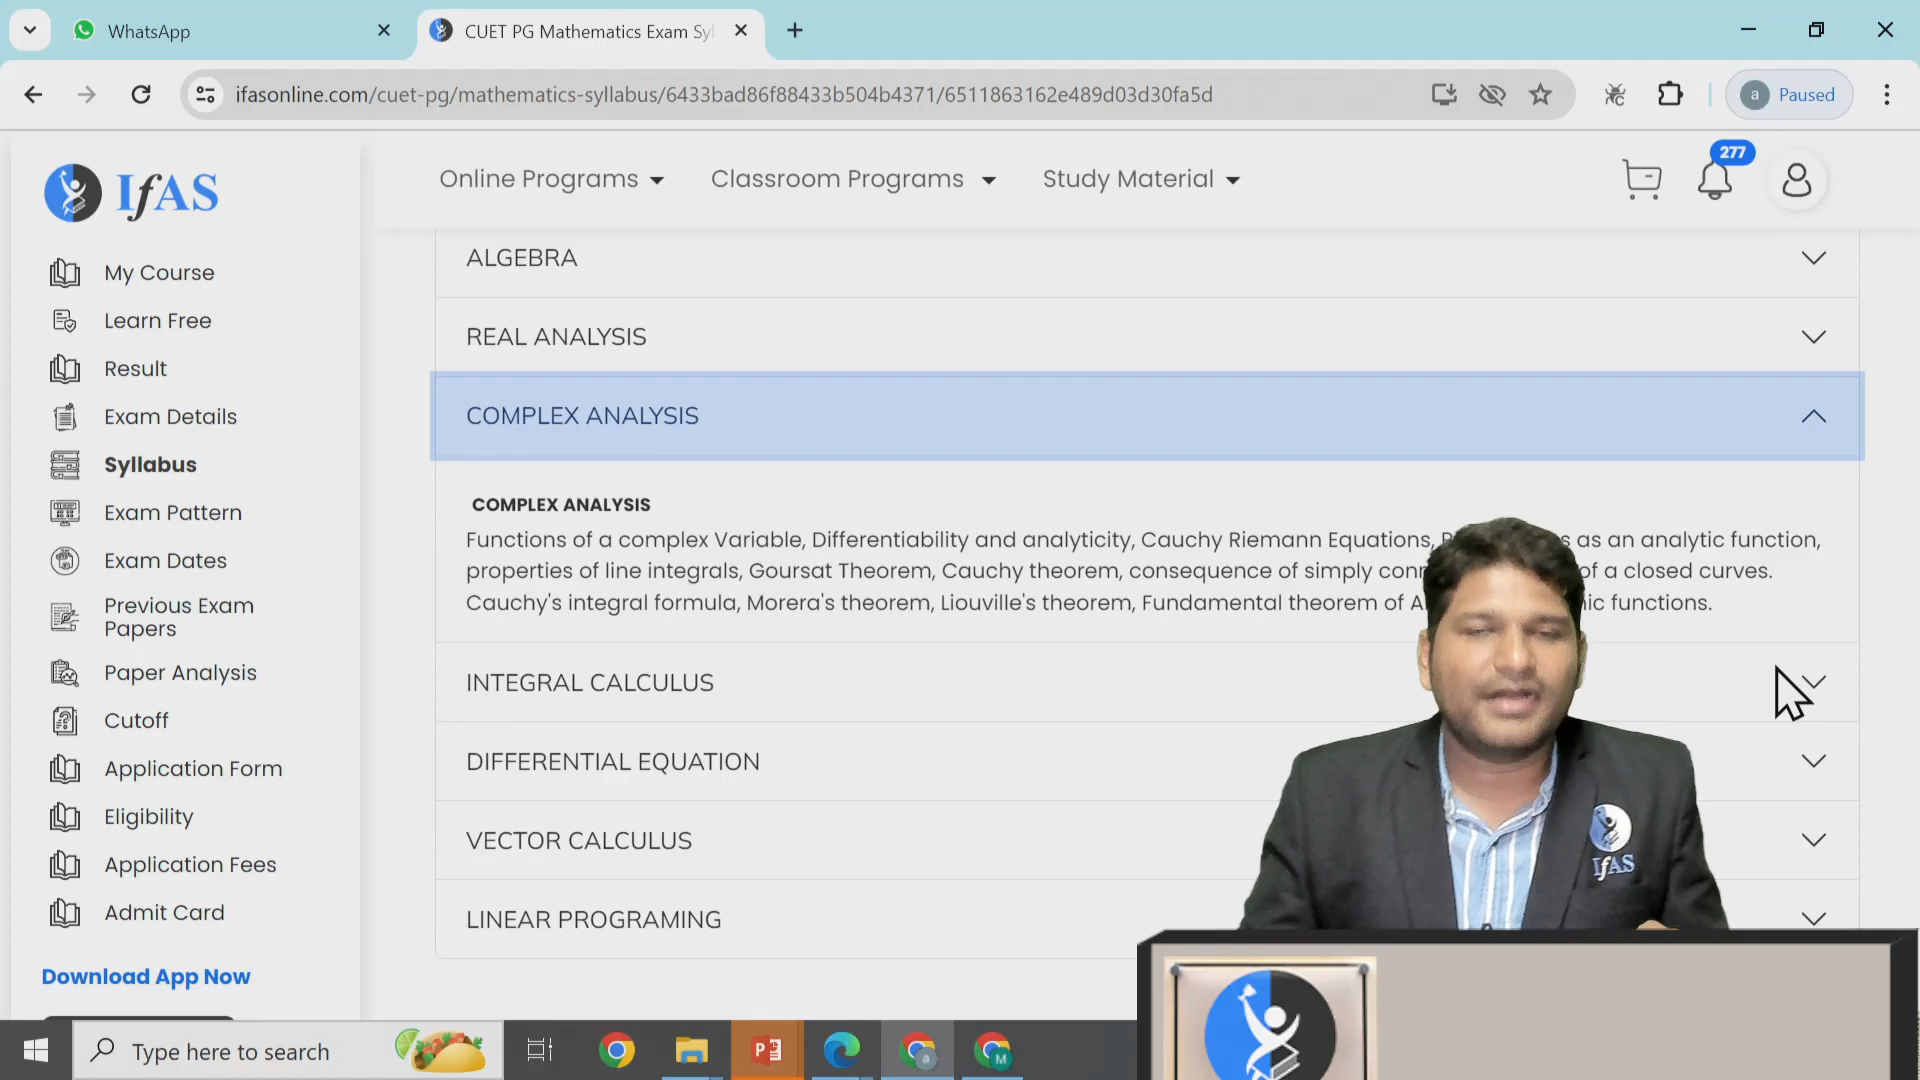 WhatsApp
CUET PG Mathematics Exam Syl
ifasonline.com/cuet-pg/mathematics-syllabus/6433bad86f88433b504b4371/6511863162e489d03d30fa5d
a Paused
IfAS
Online Programs
Classroom Programs
Study Material
277
My Course
Learn Free
Result
Exam Details
Syllabus
Exam Pattern
Exam Dates
Previous Exam
Papers
Paper Analysis
Cutoff
Application Form
Eligibility
Application Fees
Admit Card
Download App Now
ALGEBRA
REAL ANALYSIS
COMPLEX ANALYSIS
COMPLEX ANALYSIS
Functions of a complex Variable, Differentiability and analyticity, Cauchy Riemann Equations, as an analytic function,
properties of line integrals, Goursat Theorem, Cauchy theorem, consequence of simply of a closed curves.
Cauchy's integral formula, Morera's theorem, Liouville's theorem, Fundamental theorem of functions.
INTEGRAL CALCULUS
DIFFERENTIAL EQUATION
VECTOR CALCULUS
LINEAR PROGRAMING
IfAS
Type here to search
P
a
M